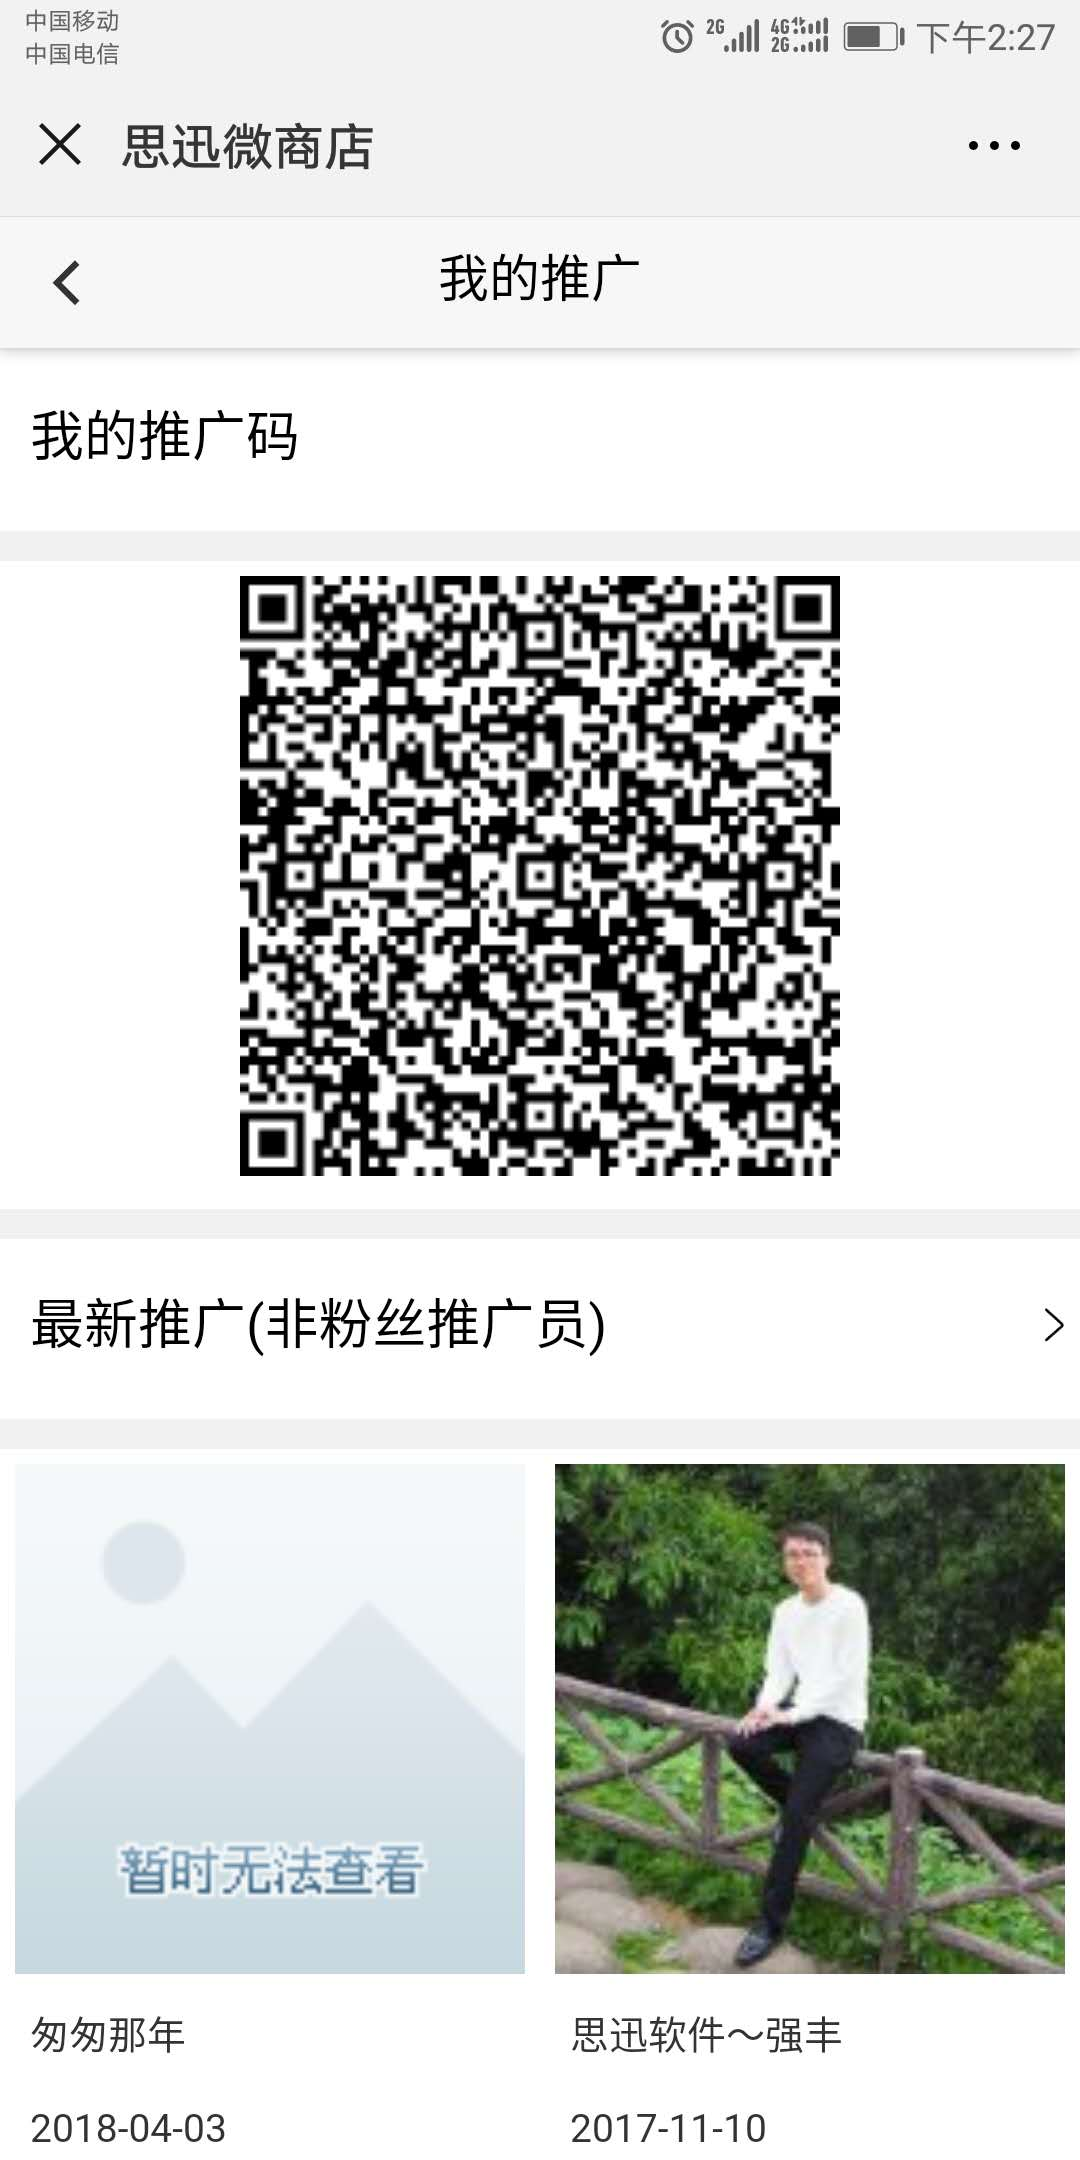 中国移动
中国电信
2G
4G
2G
下午2:27
思迅微商店
我的推广
我的推广码
最新推广(非粉丝推广员)
暂时无法查看
匆匆那年
思迅软件～强丰
2018-04-03
2017-11-10